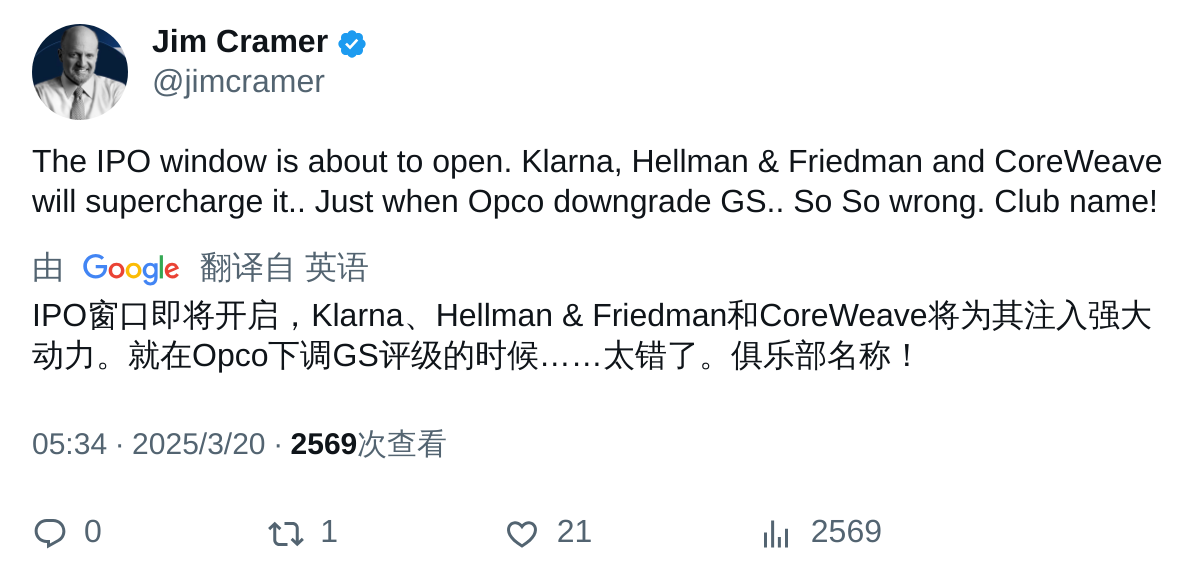 Jim Cramer
@jimcramer
The IPO window is about to open. Klarna, Hellman & Friedman and CoreWeave
will supercharge it.. Just when Opco downgrade GS.. So So wrong. Club name!
由 Google 翻译自 英语
IPO窗口即将开启，Klarna、Hellman & Friedman和CoreWeave将为其注入强大
动力。就在Opco下调GS评级的时候……太错了。俱乐部名称！
05:34 · 2025/3/20 · 2569次查看
0 1 21 2569